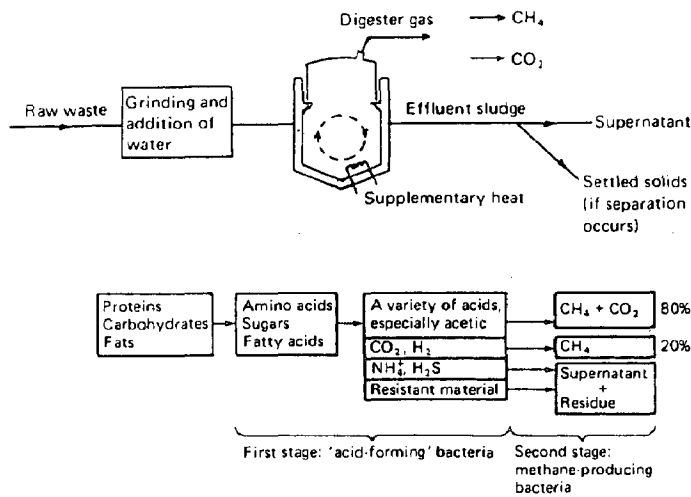 Digester gas
CH₄
CO₂
Raw waste
Grinding and
addition of
water
Effluent sludge
Supernatant
Supplementary heat
Settled solids
(if separation
occurs)
Proteins
Carbohydrates
Fats
Amino acids
Sugars
Fatty acids
A variety of acids,
especially acetic
CO₂, H₂
NH₄⁺, H₂S
Resistant material
CH₄ + CO₂
80%
CH₄
20%
Supernatant
+
Residue
First stage: 'acid-forming' bacteria
Second stage:
methane-producing
bacteria